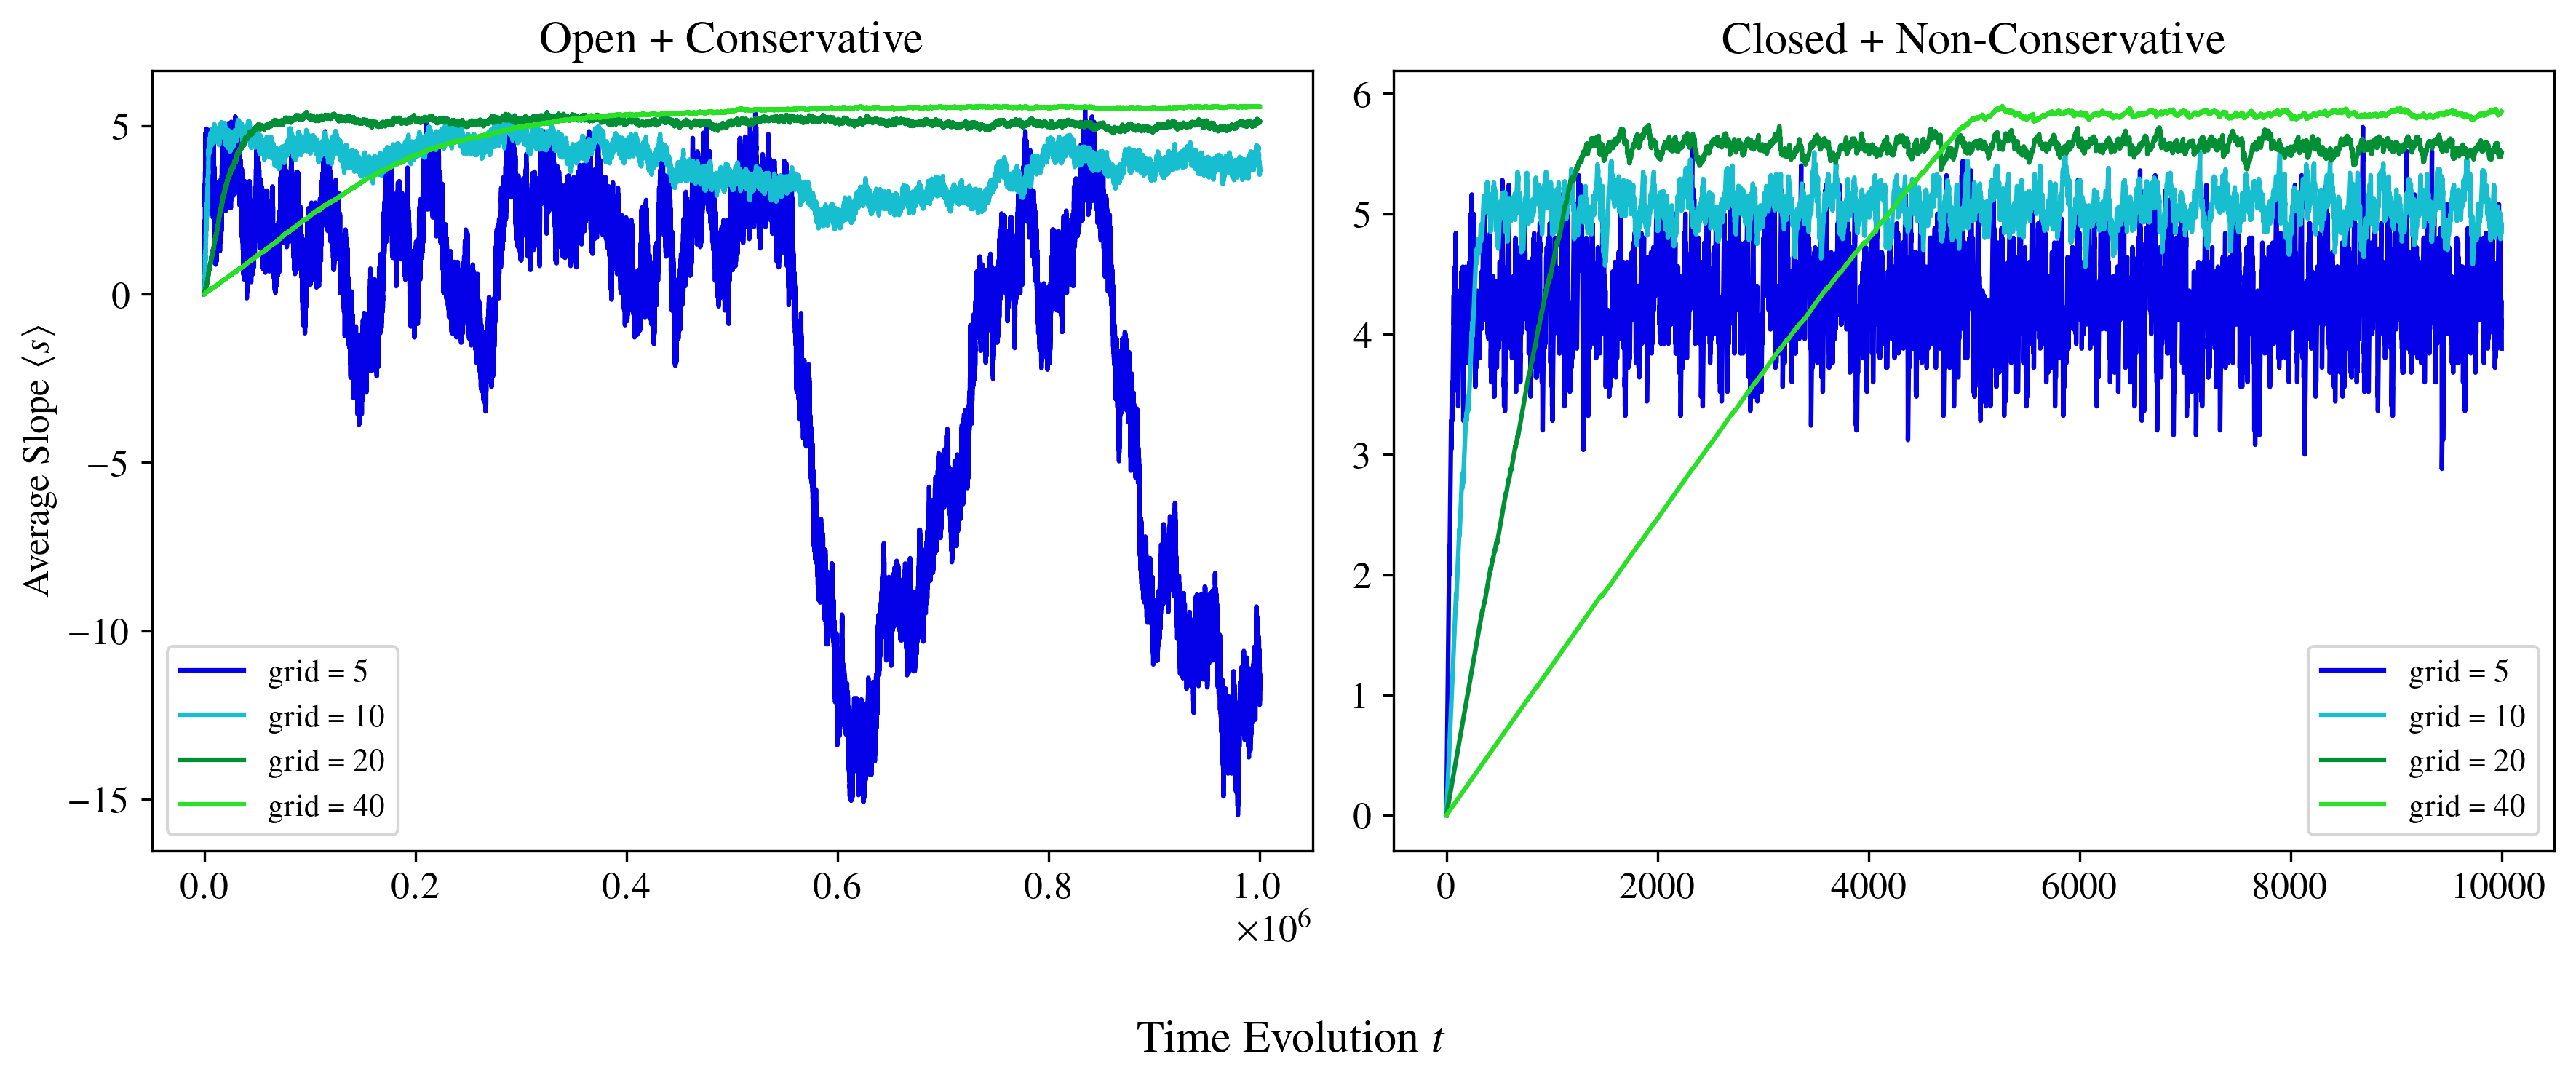 Open + Conservative
Average Slope ⟨s⟩
5
0
−5
−10
−15
grid = 5
grid = 10
grid = 20
grid = 40
0.0 0.2 0.4 0.6 0.8 1.0
×10⁶
Closed + Non-Conservative
6
5
4
3
2
1
0
grid = 5
grid = 10
grid = 20
grid = 40
0 2000 4000 6000 8000 10000
Time Evolution t